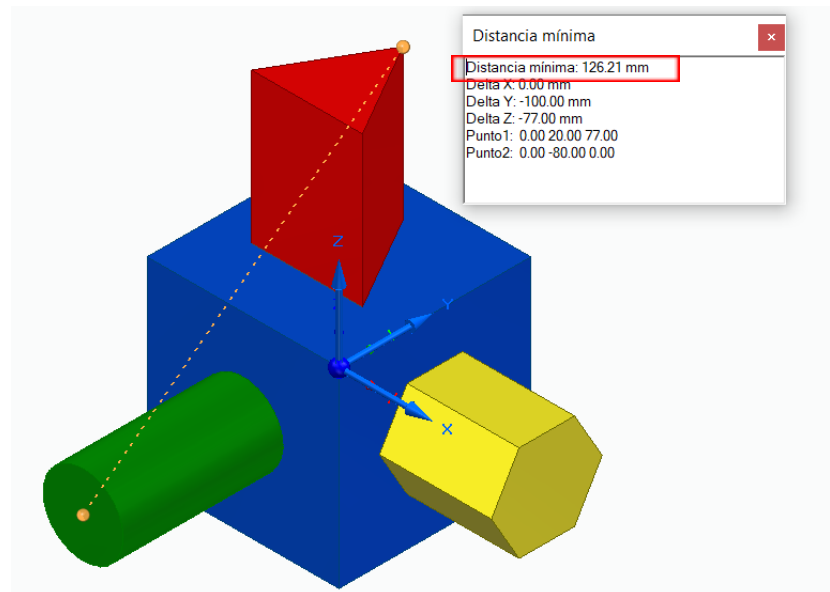 Distancia mínima
Distancia mínima: 126.21 mm
Delta X: 0.00 mm
Delta Y: -100.00 mm
Delta Z: -77.00 mm
Punto1: 0.00 20.00 77.00
Punto2: 0.00 -80.00 0.00
Z
Y
X